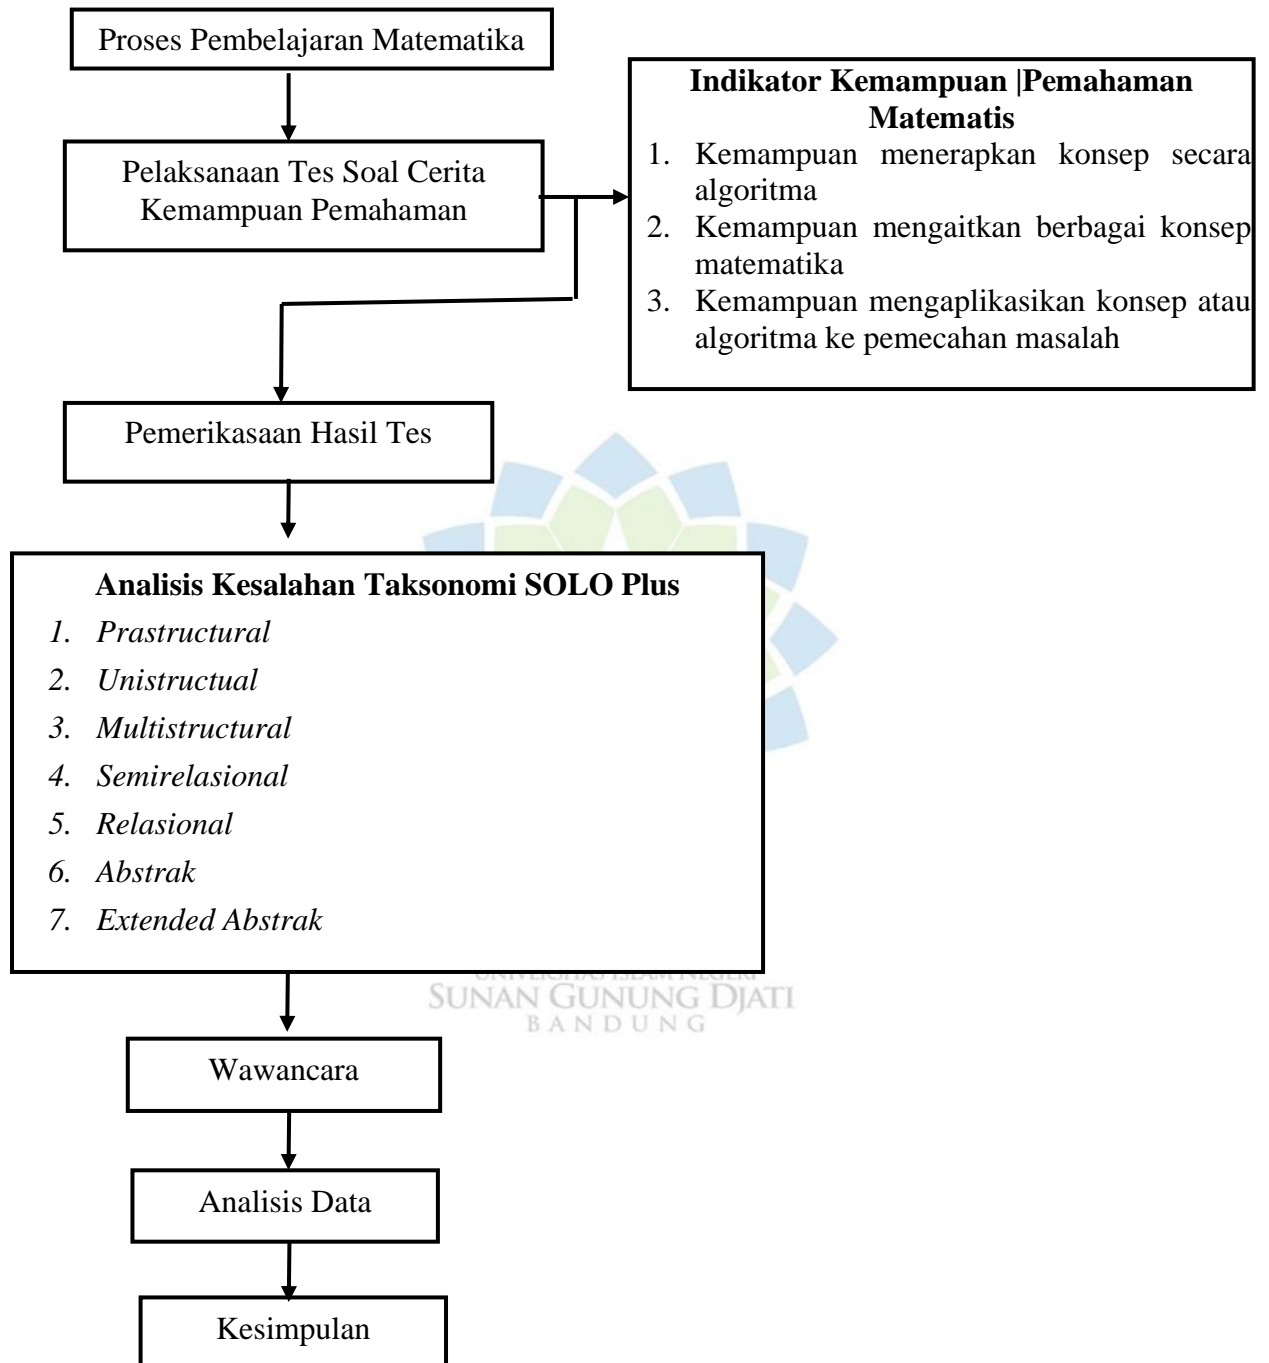 Proses Pembelajaran Matematika
Pelaksanaan Tes Soal Cerita
Kemampuan Pemahaman
Indikator Kemampuan |Pemahaman
Matematis
1. Kemampuan menerapkan konsep secara
algoritma
2. Kemampuan mengaitkan berbagai konsep
matematika
3. Kemampuan mengaplikasikan konsep atau
algoritma ke pemecahan masalah
Pemerikasaan Hasil Tes
Analisis Kesalahan Taksonomi SOLO Plus
1. Prastructural
2. Unistructual
3. Multistructural
4. Semirelasional
5. Relasional
6. Abstrak
7. Extended Abstrak
SUNAN GUNUNG DJATI
BANDUNG
Wawancara
Analisis Data
Kesimpulan